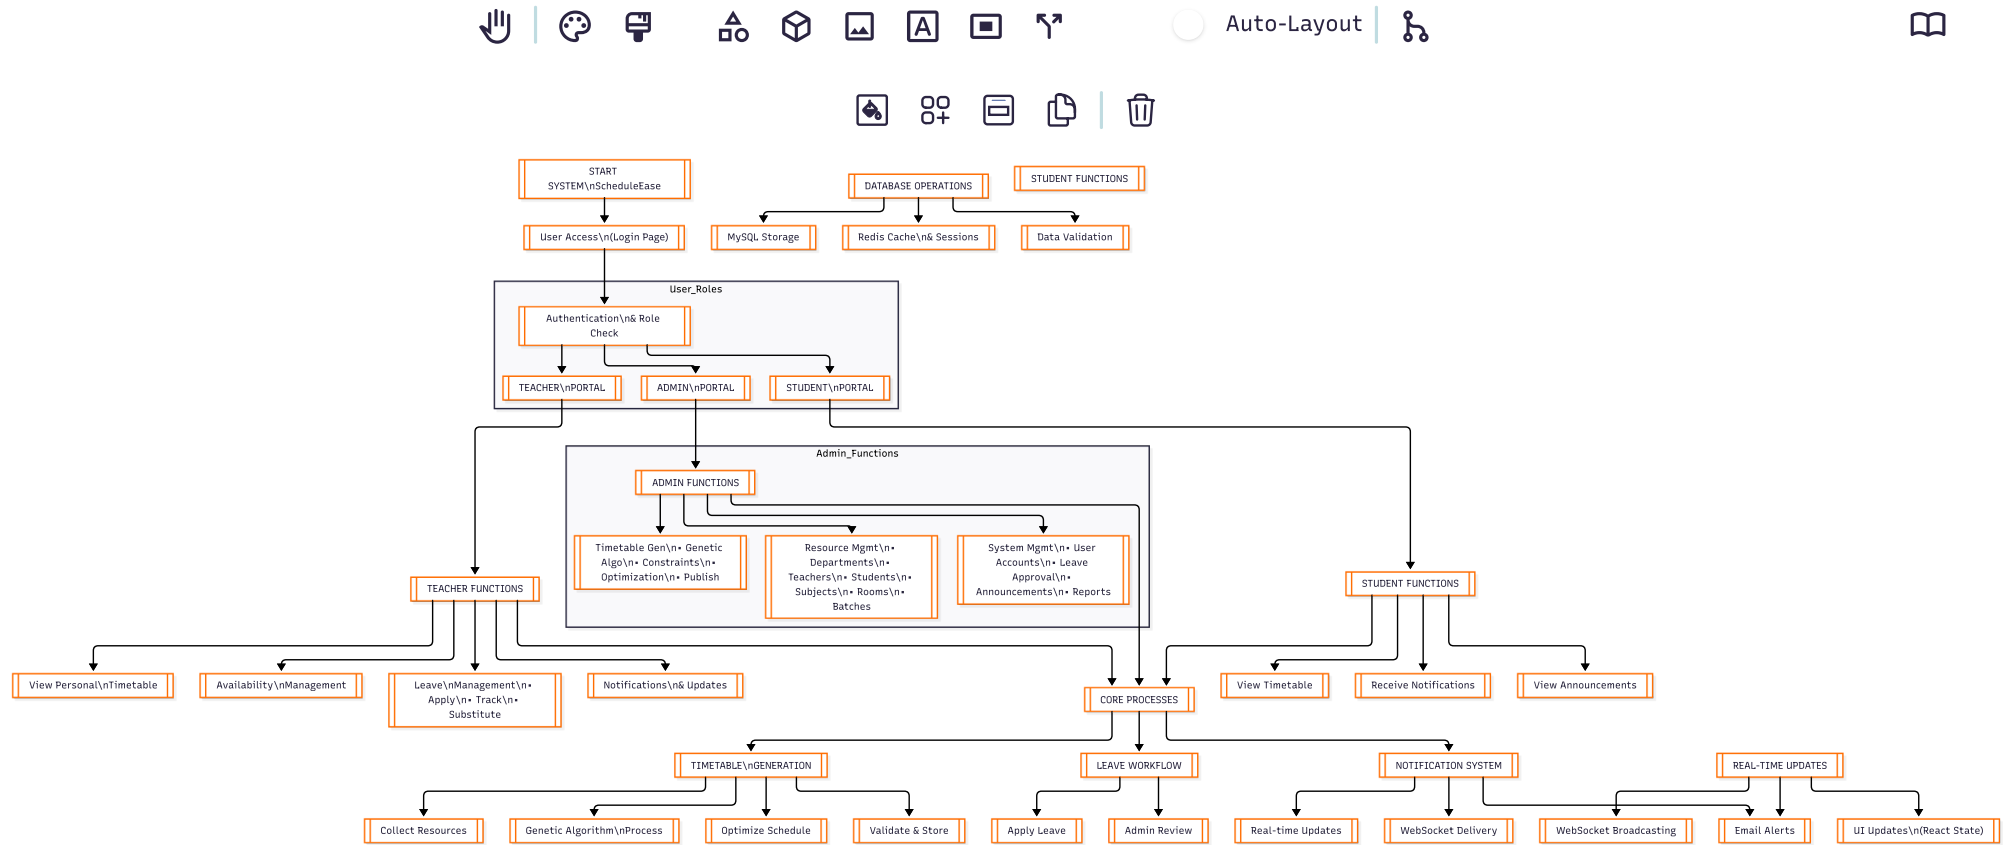 Auto-Layout
START
SYSTEM\nScheduleEase
DATABASE OPERATIONS
STUDENT FUNCTIONS
User Access\n(Login Page)
MySQL Storage
Redis Cache\n& Sessions
Data Validation
User_Roles
Authentication\n& Role
Check
TEACHER\nPORTAL
ADMIN\nPORTAL
STUDENT\nPORTAL
Admin_Functions
ADMIN FUNCTIONS
Timetable Gen\n• Genetic
Algo\n• Constraints\n•
Optimization\n• Publish
Resource Mgmt\n•
Departments\n•
Teachers\n• Students\n•
Subjects\n• Rooms\n•
Batches
System Mgmt\n• User
Accounts\n• Leave
Approval\n•
Announcements\n• Reports
TEACHER FUNCTIONS
STUDENT FUNCTIONS
View Personal\nTimetable
Availability\nManagement
Leave\nManagement\n•
Apply\n• Track\n•
Substitute
Notifications\n& Updates
CORE PROCESSES
View Timetable
Receive Notifications
View Announcements
TIMETABLE\nGENERATION
LEAVE WORKFLOW
NOTIFICATION SYSTEM
REAL-TIME UPDATES
Collect Resources
Genetic Algorithm\nProcess
Optimize Schedule
Validate & Store
Apply Leave
Admin Review
Real-time Updates
WebSocket Delivery
WebSocket Broadcasting
Email Alerts
UI Updates\n(React State)